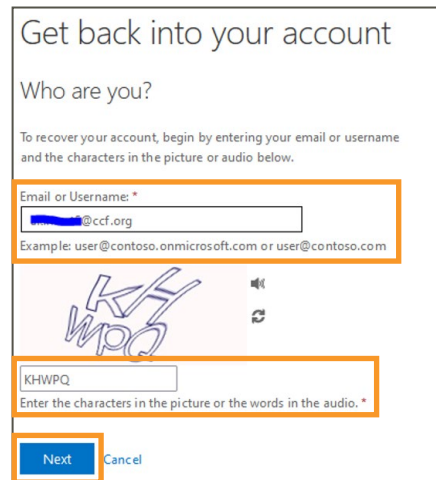 Get back into your account
Who are you?
To recover your account, begin by entering your email or username
and the characters in the picture or audio below.
Email or Username: *
@ccf.org
Example: user@contoso.onmicrosoft.com or user@contoso.com
KH
WPQ
KHWPQ
Enter the characters in the picture or the words in the audio. *
Next Cancel